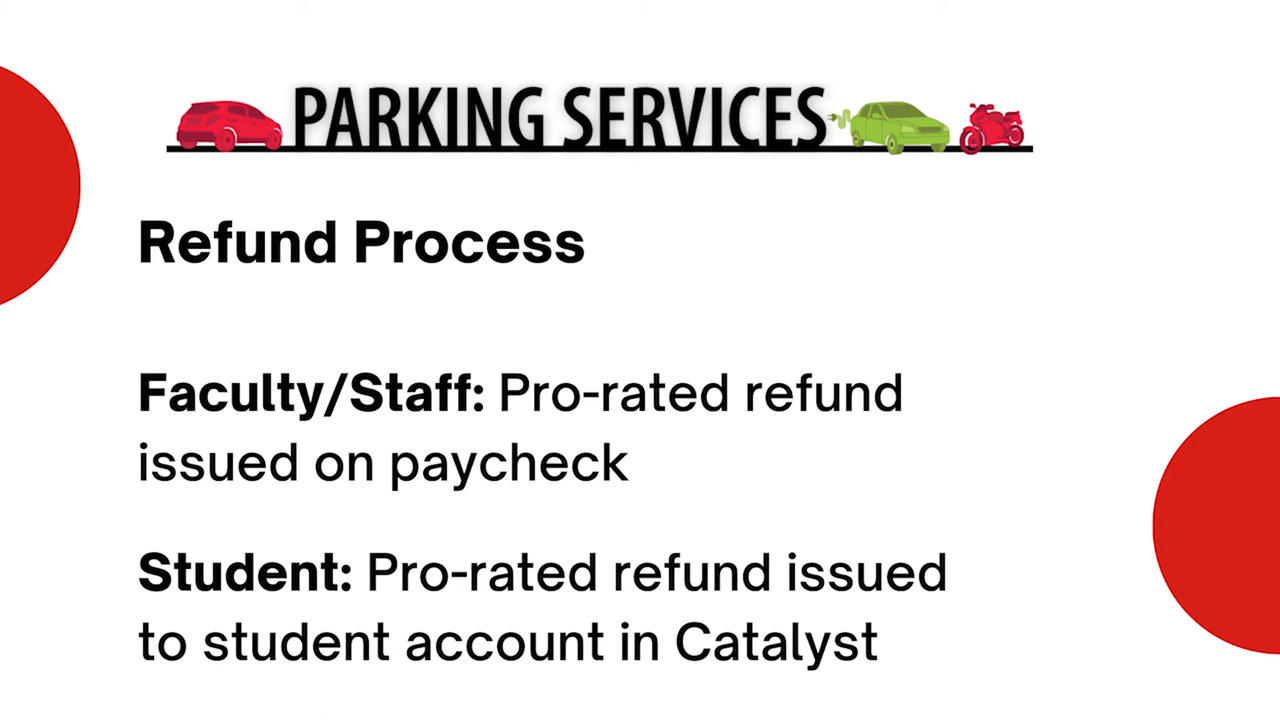 PARKING SERVICES
Refund Process
Faculty/Staff: Pro-rated refund
issued on paycheck
Student: Pro-rated refund issued
to student account in Catalyst